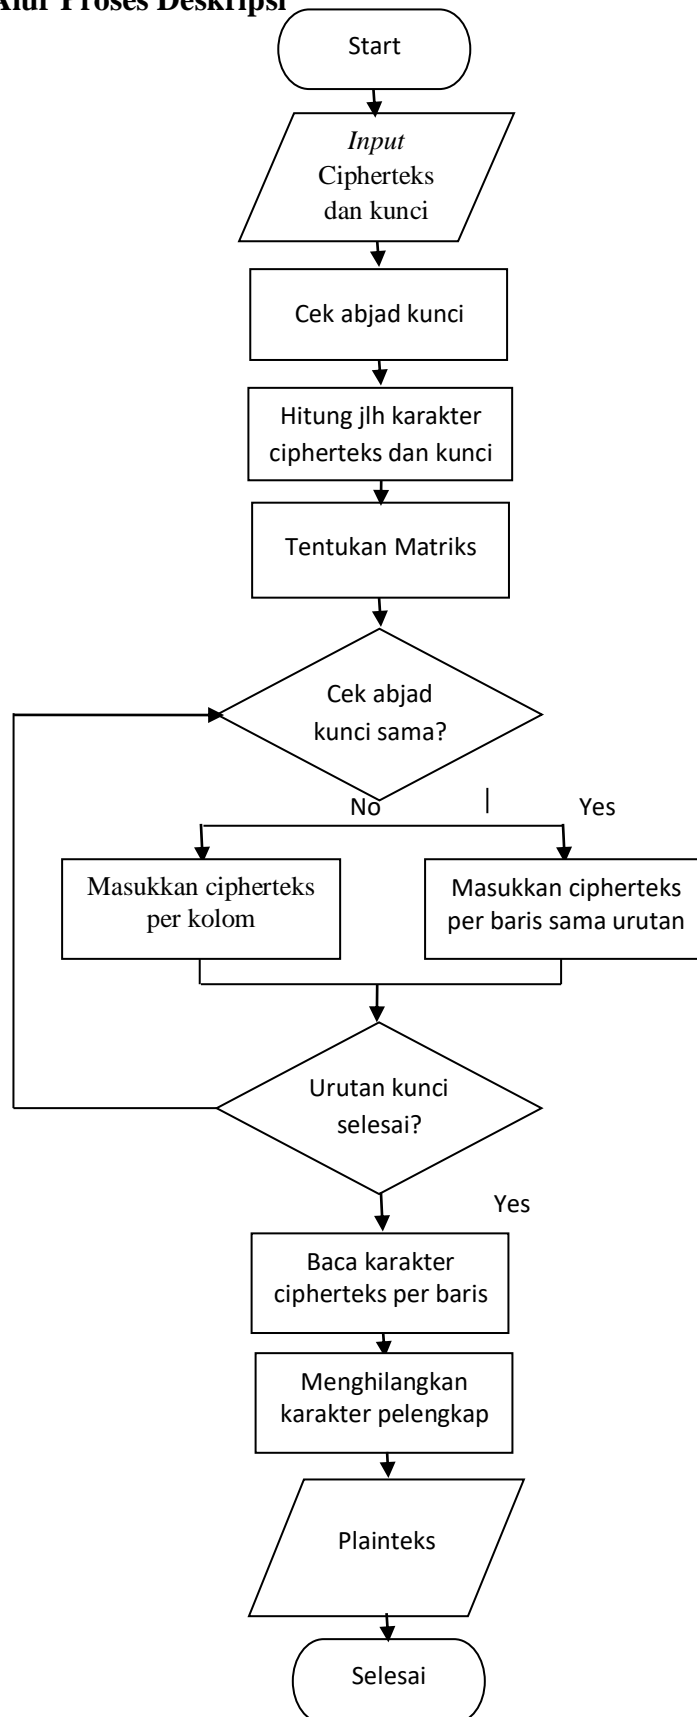 Alur Proses Deskripsi
Start
Input
Cipherteks
dan kunci
Cek abjad kunci
Hitung jlh karakter
cipherteks dan kunci
Tentukan Matriks
Cek abjad
kunci sama?
No
Yes
Masukkan cipherteks
per kolom
Masukkan cipherteks
per baris sama urutan
Urutan kunci
selesai?
Yes
Baca karakter
cipherteks per baris
Menghilangkan
karakter pelengkap
Plainteks
Selesai